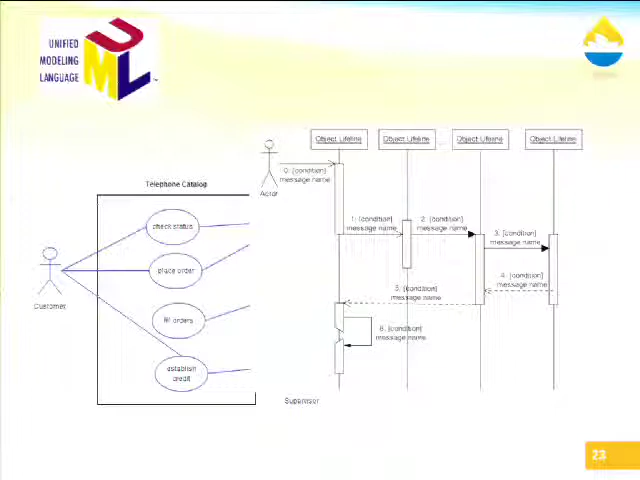 UNIFIED
MODELING
LANGUAGE
UML
Telephone Catalog
check status
place order
fill orders
establish
credit
Customer
Supervisor
Actor
Object Lifeline
Object Lifeline
Object Lifeline
Object Lifeline
0. [condition]
message name
1. [condition]
message name
2. [condition]
message name
3. [condition]
message name
4. [condition]
message name
5. [condition]
message name
6. [condition]
message name
23